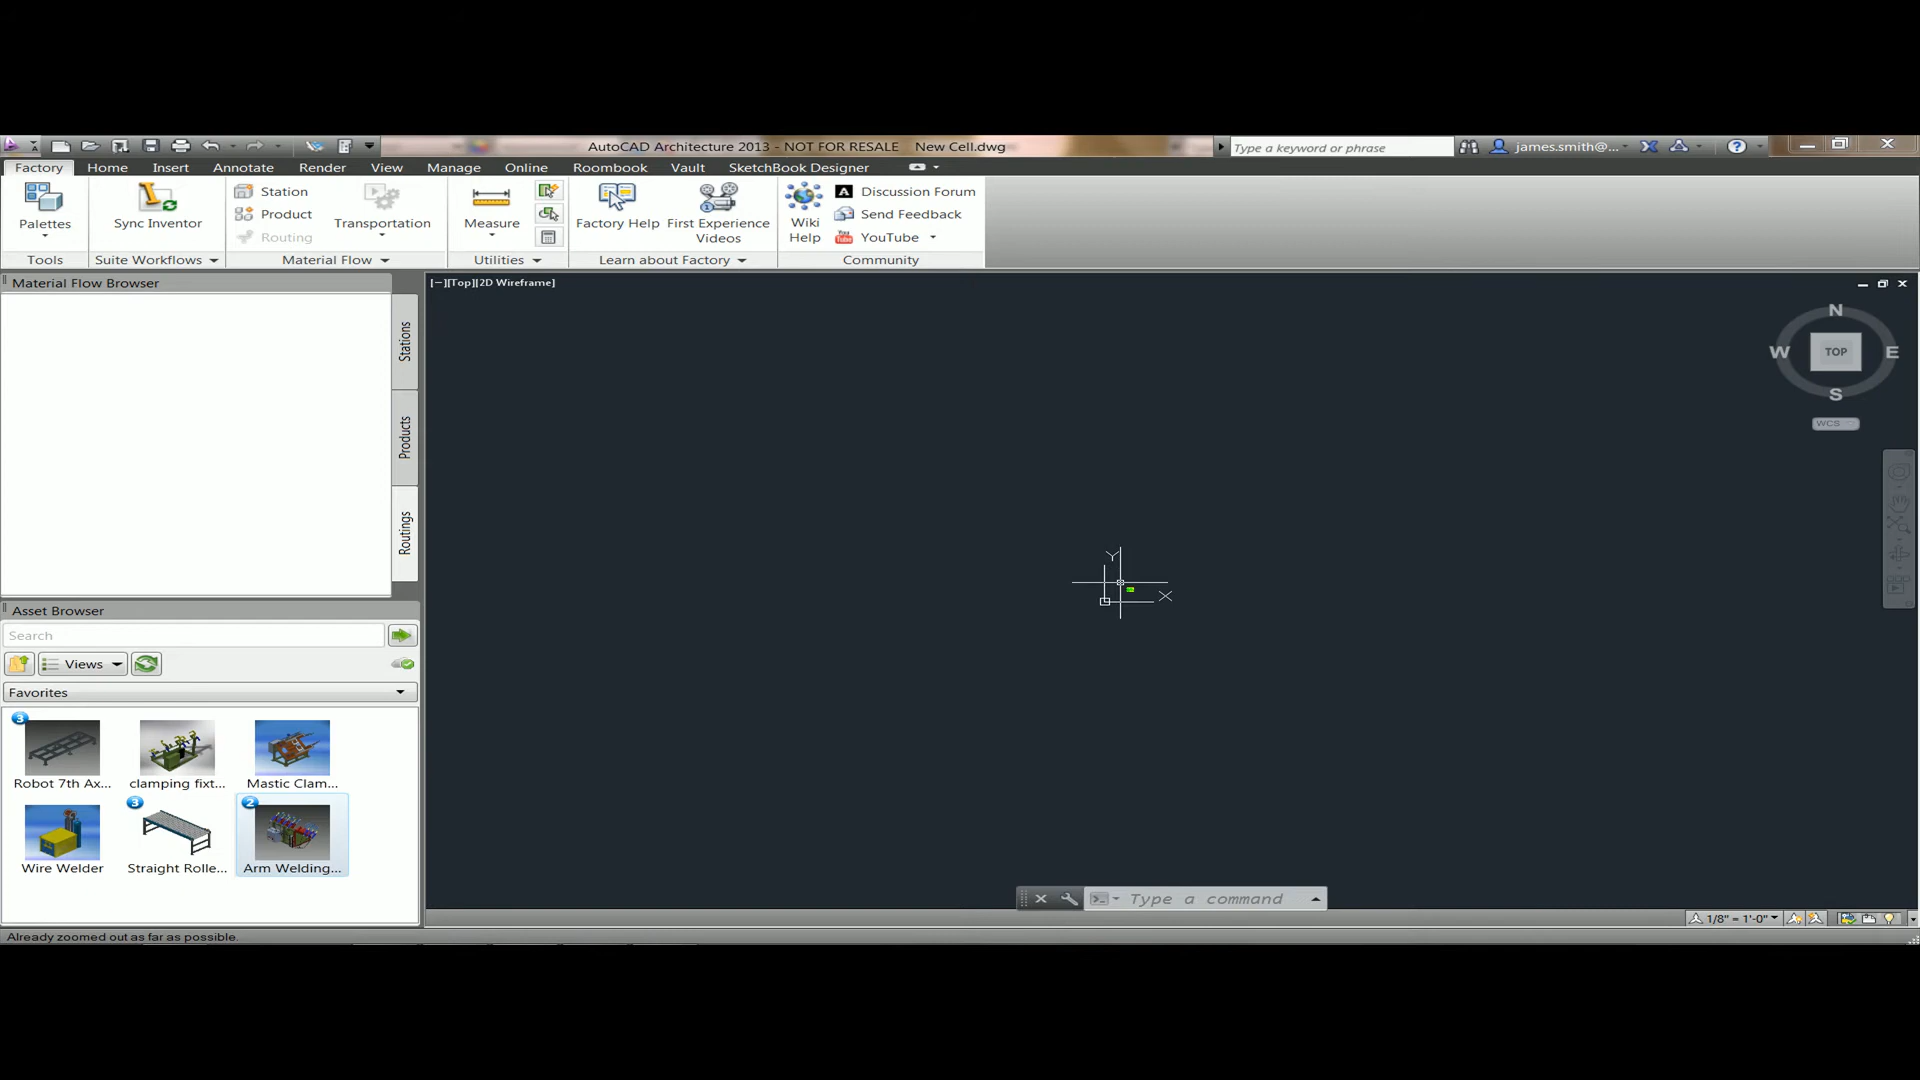 AutoCAD Architecture 2013 - NOT FOR RESALE New Cell.dwg
Type a keyword or phrase
james.smith@...
Factory Home Insert Annotate Render View Manage Online Roombook Vault SketchBook Designer
Palettes
Tools
Sync Inventor
Suite Workflows
Station
Product
Routing
Transportation
Material Flow
Measure
Utilities
Factory Help
First Experience
Videos
Learn about Factory
Wiki
Help
Discussion Forum
Send Feedback
YouTube
Community
Material Flow Browser
Stations
Products
Routings
[−][Top][2D Wireframe]
N
W TOP E
S
WCS
Y
X
Asset Browser
Search
Views
Favorites
3
Robot 7th Ax...
clamping fixt...
Mastic Clam...
Wire Welder
3
Straight Rolle...
2
Arm Welding...
Type a command
1/8" = 1'-0"
Already zoomed out as far as possible.